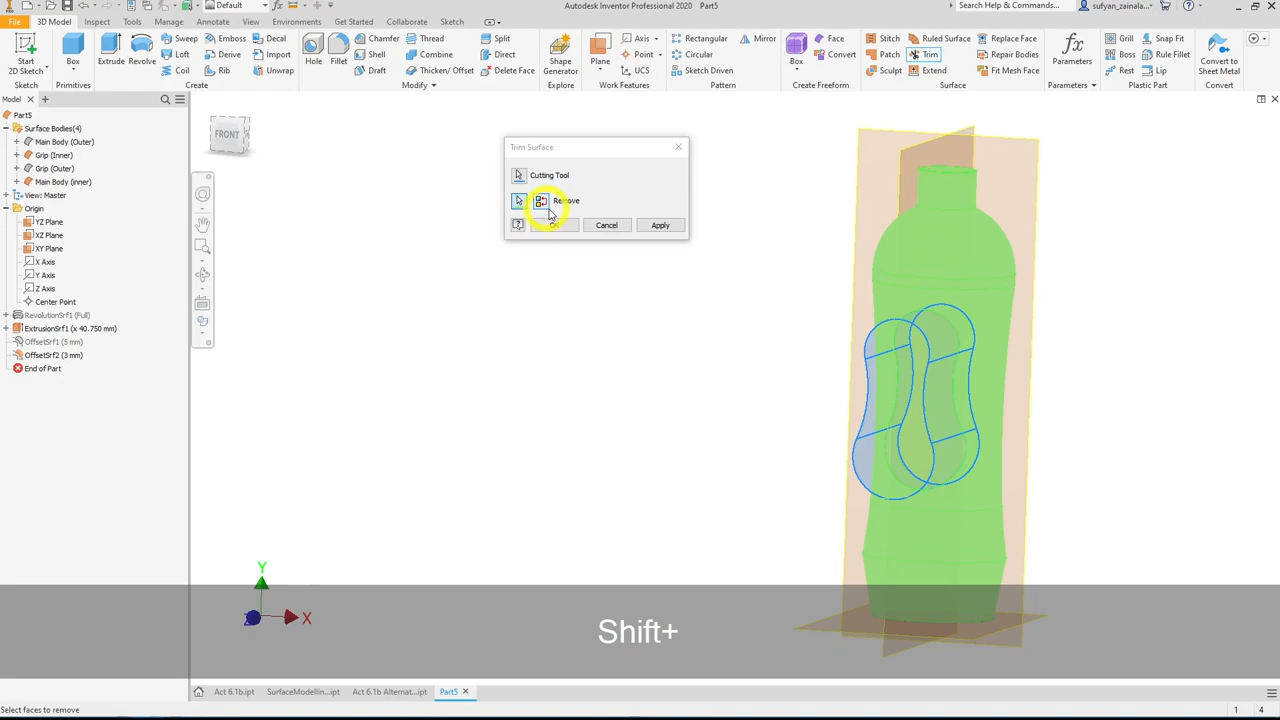 Default
Autodesk Inventor Professional 2020 Part5
Search Help & Commands...
sufyan_zainala...
File 3D Model Inspect Tools Manage Annotate View Environments Get Started Collaborate Sketch
Start
2D Sketch
Sketch
Box
Primitives
Extrude
Revolve
Sweep Emboss Decal
Loft Derive Import
Coil Rib Unwrap
Create
Hole
Fillet
Chamfer Thread Split
Shell Combine Direct
Draft Thicken/ Offset Delete Face
Modify
Shape
Generator
Explore
Plane
Axis
Point
UCS
Work Features
Rectangular Mirror
Circular
Sketch Driven
Pattern
Box
Face
Convert
Create Freeform
Stitch Ruled Surface Replace Face
Patch Trim Repair Bodies
Sculpt Extend Fit Mesh Face
Surface
fx
Parameters
Parameters
Grill Snap Fit
Boss Rule Fillet
Rest Lip
Plastic Part
Convert to
Sheet Metal
Convert
Model
Part5
Surface Bodies(4)
Main Body (Outer)
Grip (Inner)
Grip (Outer)
Main Body (inner)
View: Master
Origin
YZ Plane
XZ Plane
XY Plane
X Axis
Y Axis
Z Axis
Center Point
RevolutionSrf1 (Full)
ExtrusionSrf1 (x 40.750 mm)
OffsetSrf1 (5 mm)
OffsetSrf2 (3 mm)
End of Part
FRONT
Trim Surface
Cutting Tool
Remove
OK Cancel Apply
Y
X
Shift+
Act 6.1b.ipt SurfaceModellin...ipt Act 6.1b Alternat...ipt Part5
Select faces to remove
1 4